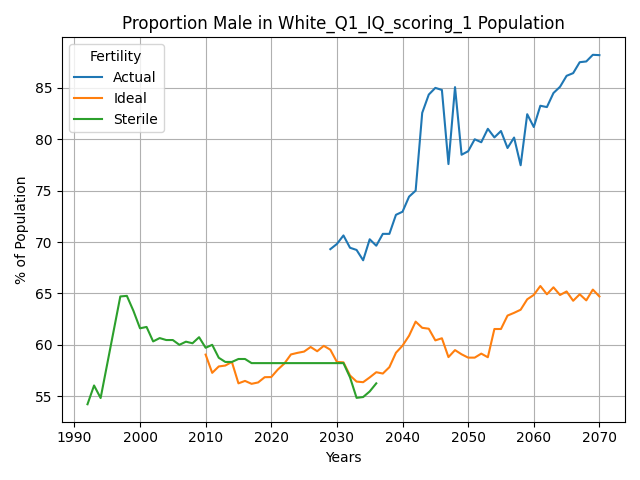 Proportion Male in White_Q1_IQ_scoring_1 Population
Fertility
Actual
Ideal
Sterile
% of Population
85
80
75
70
65
60
55
1990 2000 2010 2020 2030 2040 2050 2060 2070
Years